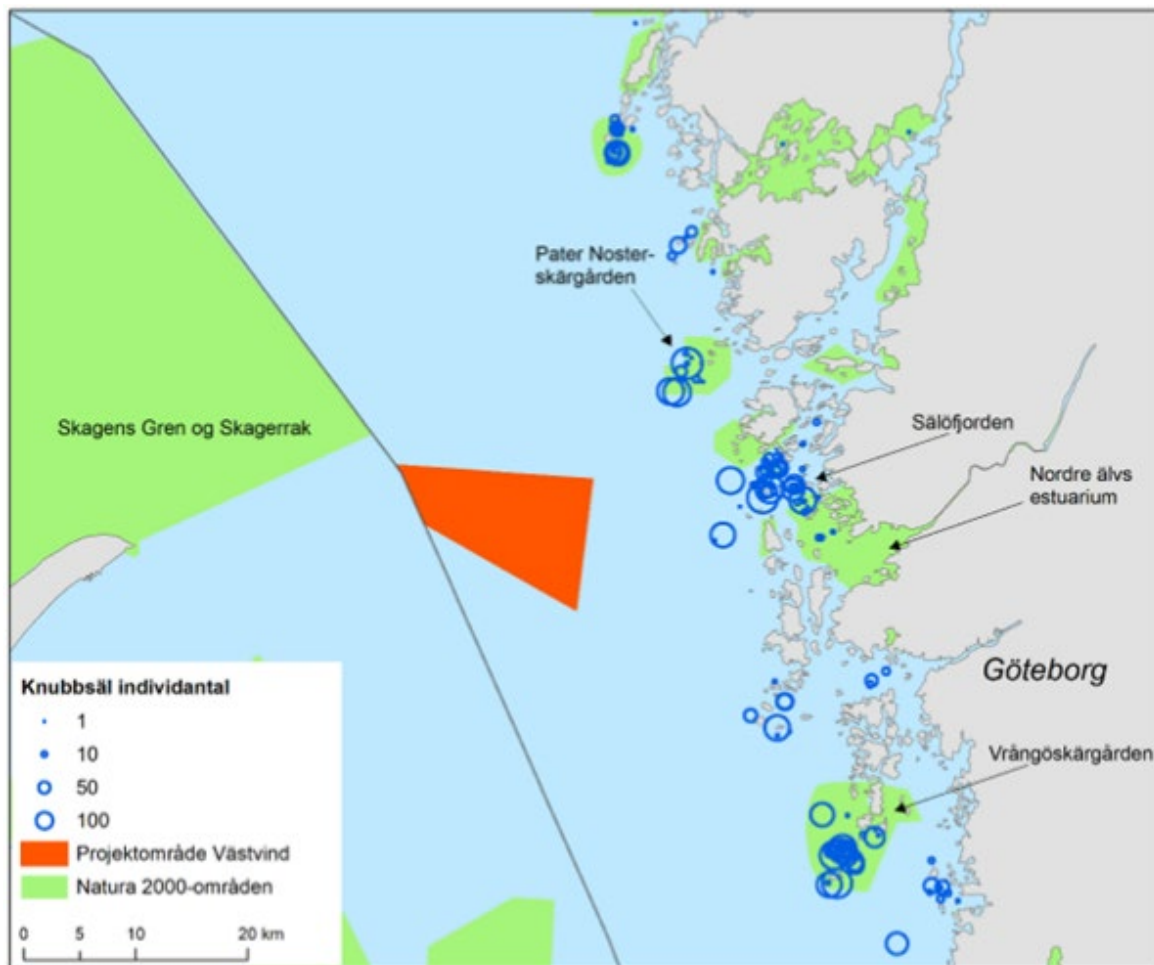 Pater Noster-
skärgården
Skagens Gren og Skagerrak
Sälöfjorden
Nordre älvs
estuarium
Göteborg
Vrångöskärgården
Knubbsäl individantal
1
10
50
100
Projektområde Västvind
Natura 2000-områden
0 5 10 20 km